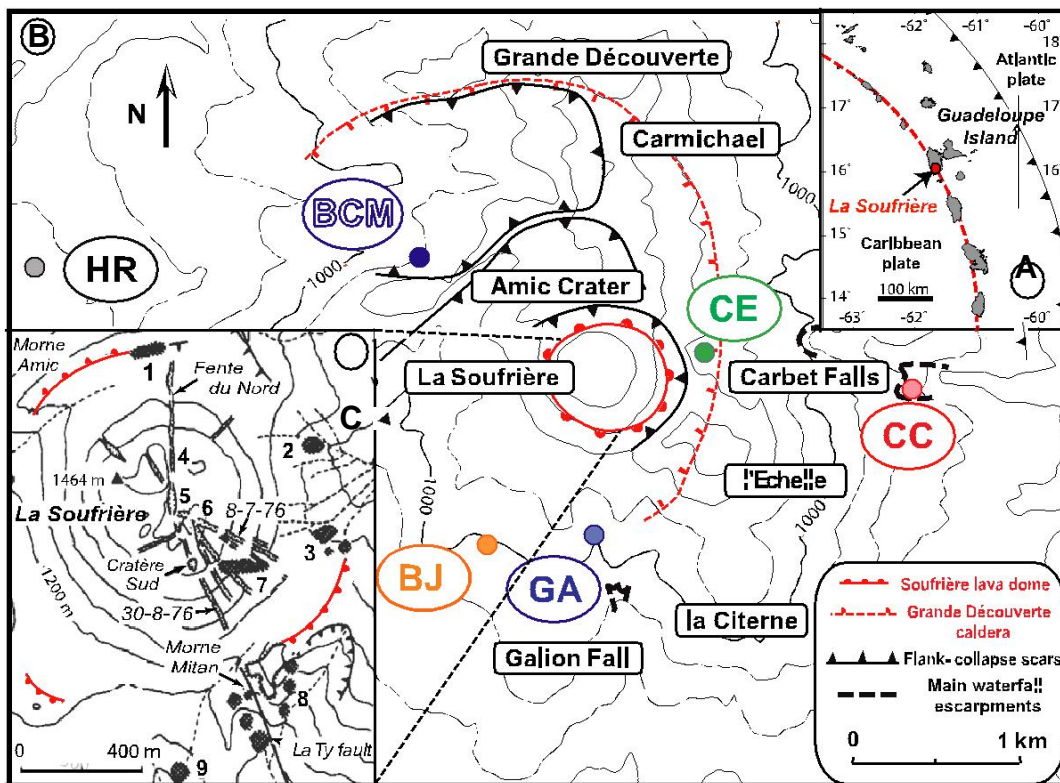 B
N
Grande Découverte
Carmichael
1000
BCM
HR
1000
Amic Crater
CE
La Soufrière
Carbet Falls
CC
l'Echelle
1000
1000
BJ
GA
la Citerne
Galion Fall
-62°
-61°
-60°
18
Atlantic
plate
17°
17
Guadeloupe
Island
16°
16
La Soufrière
15°
15
Caribbean
plate
A
100 km
14°
14
-63°
-62°
-61°
-60°
Morne
Amic
1
Fente
du Nord
C
2
4
1464 m
5
6
La Soufrière
8-7-76
3
Cratère
Sud
7
1200 m
30-8-76
Morne
Mitan
8
La Ty fault
0
400 m
9
Soufrière lava dome
Grande Découverte
caldera
Flank-collapse scars
Main waterfall
escarpments
0
1 km